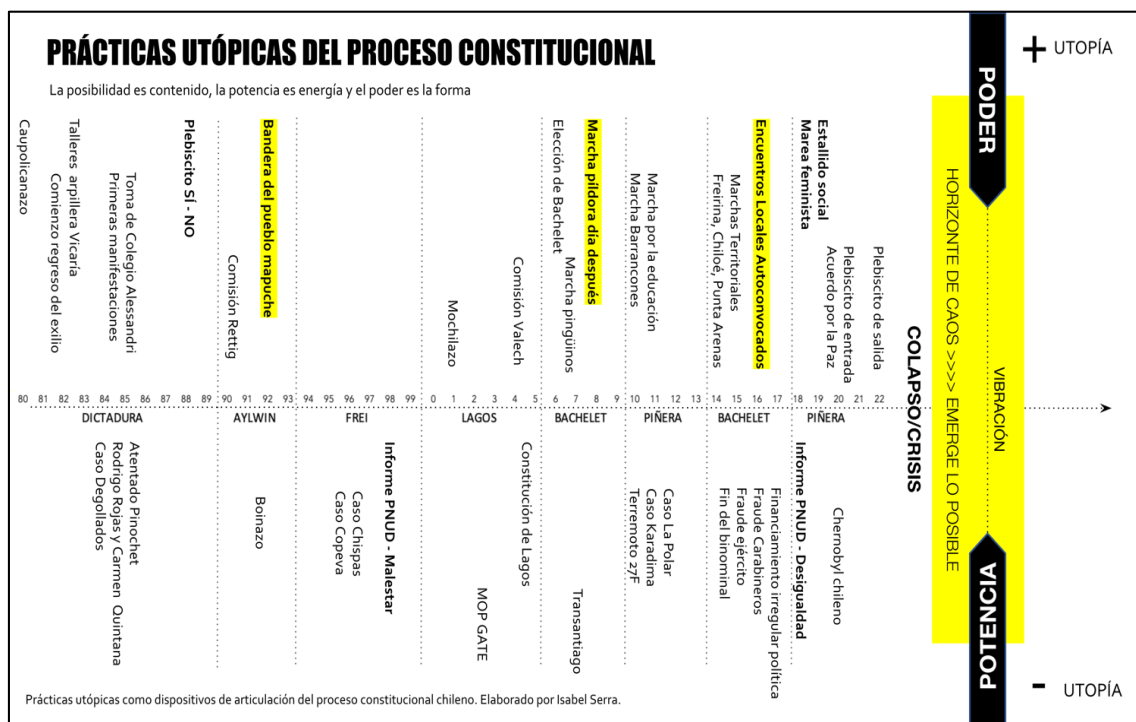 PRÁCTICAS UTÓPICAS DEL PROCESO CONSTITUCIONAL
La posibilidad es contenido, la potencia es energía y el poder es la forma
+ UTOPÍA
PODER
Caupolicanazo
Talleres arpillera Vicaría
Comienzo regreso del exilio
Toma de Colegio Alessandri
Primeras manifestaciones
Plebiscito SÍ - NO
Bandera del pueblo mapuche
Comisión Rettig
Mochilazo
Comisión Valech
Marcha píldora día después
Elección de Bachelet
Marcha pingüinos
Marcha por la educación
Marcha Barrancones
Encuentros Locales Autoconvocados
Marchas Territoriales
Freirina, Chiloé, Punta Arenas
Estallido social
Marea feminista
Plebiscito de entrada
Acuerdo por la Paz
Plebiscito de salida
COLAPSO/CRISIS
HORIZONTE DE CAOS >>>> EMERGE LO POSIBLE
VIBRACIÓN
80 81 82 83 84 85 86 87 88 89 90 91 92 93 94 95 96 97 98 99 0 1 2 3 4 5 6 7 8 9 10 11 12 13 14 15 16 17 18 19 20 21 22
DICTADURA AYLWIN FREI LAGOS BACHELET PIÑERA BACHELET PIÑERA
Atentado Pinochet
Rodrigo Rojas y Carmen Quintana
Caso Degollados
Boinazo
Informe PNUD - Malestar
Caso Chispas
Caso Copeva
Constitución de Lagos
MOP GATE
Transantiago
Caso La Polar
Caso Karadima
Terremoto 27F
Financiamiento irregular política
Fraude Carabineros
Fraude ejército
Fin del binominal
Informe PNUD - Desigualdad
Chernobyl chileno
POTENCIA
- UTOPÍA
Prácticas utópicas como dispositivos de articulación del proceso constitucional chileno. Elaborado por Isabel Serra.